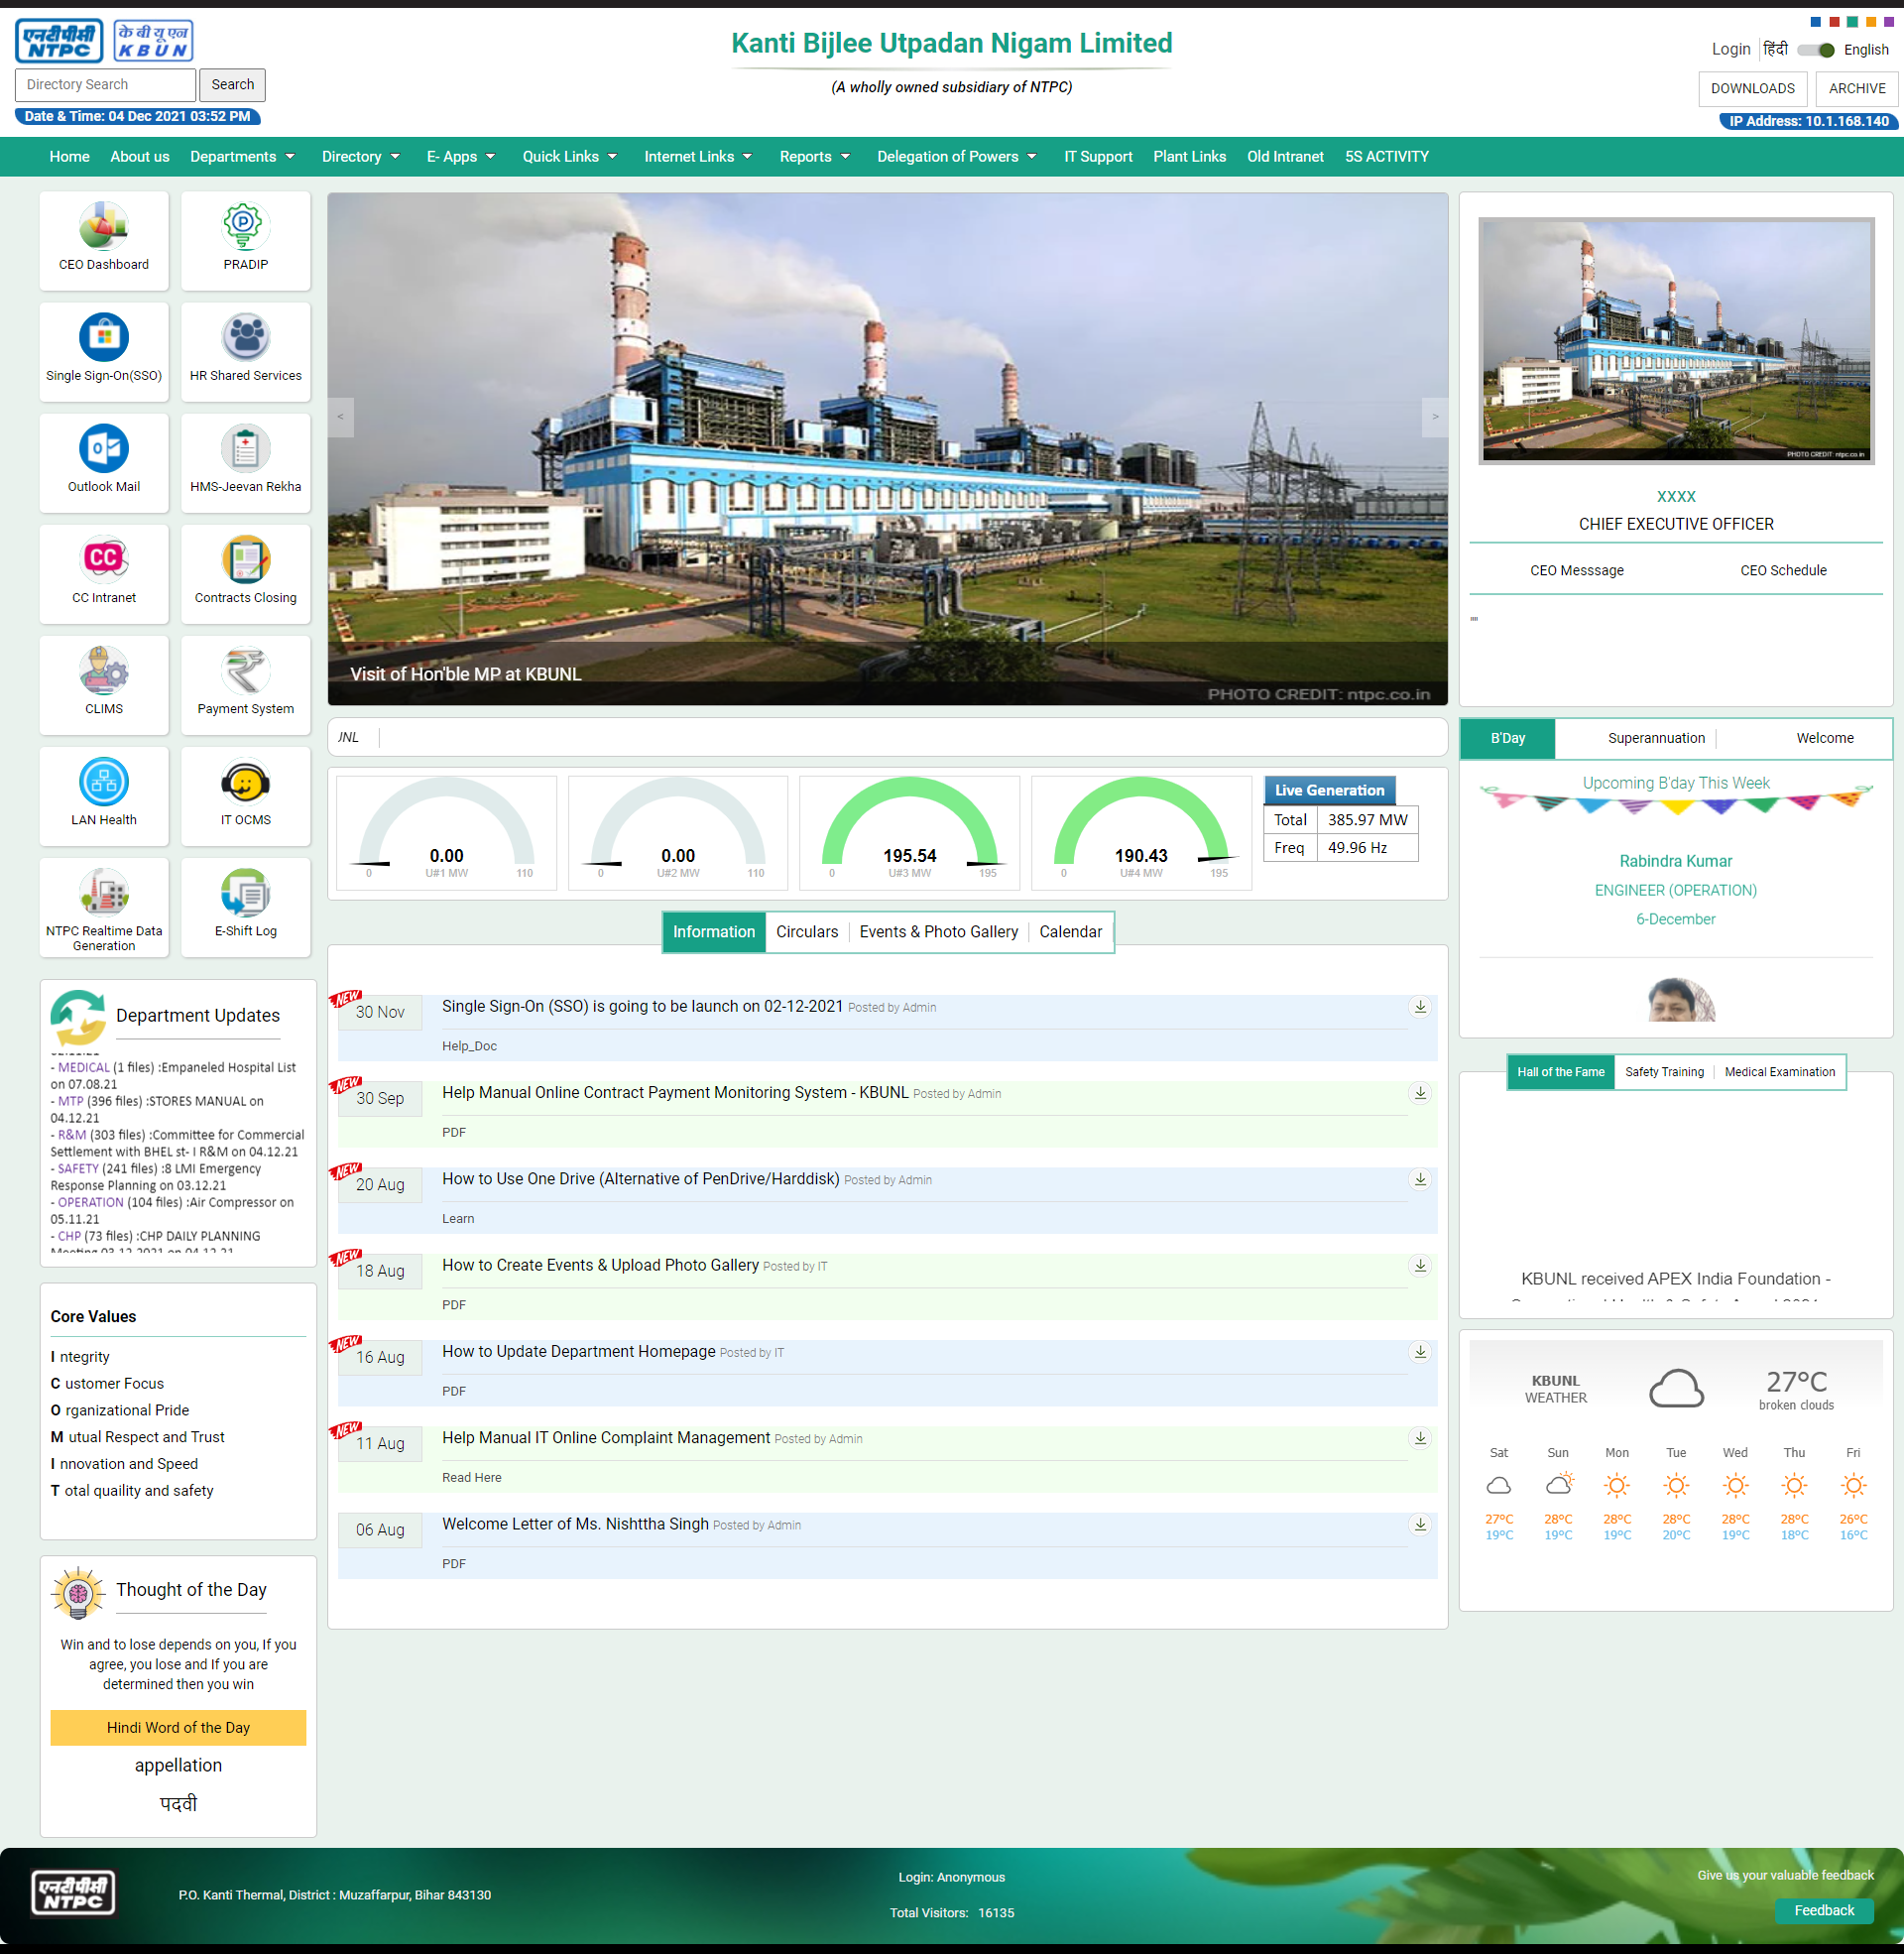 एनटीपीसी
NTPC
के बी यू एन
KBUN
Directory Search
Search
Date & Time: 04 Dec 2021 03:52 PM
Kanti Bijlee Utpadan Nigam Limited
(A wholly owned subsidiary of NTPC)
Login हिंदी English
DOWNLOADS ARCHIVE
IP Address: 10.1.168.140
Home About us Departments Directory E- Apps Quick Links Internet Links Reports Delegation of Powers IT Support Plant Links Old Intranet 5S ACTIVITY
CEO Dashboard
PRADIP
Single Sign-On(SSO)
HR Shared Services
Outlook Mail
HMS-Jeevan Rekha
CC
CC Intranet
Contracts Closing
CLIMS
Payment System
LAN Health
IT OCMS
NTPC Realtime Data
Generation
E-Shift Log
Department Updates
- MEDICAL (1 files) :Empaneled Hospital List
on 07.08.21
- MTP (396 files) :STORES MANUAL on
04.12.21
- R&M (303 files) :Committee for Commercial
Settlement with BHEL st- I R&M on 04.12.21
- SAFETY (241 files) :8 LMI Emergency
Response Planning on 03.12.21
- OPERATION (104 files) :Air Compressor on
05.11.21
- CHP (73 files) :CHP DAILY PLANNING
Meeting 03.12.2021 on 04.12.21
Core Values
I ntegrity
C ustomer Focus
O rganizational Pride
M utual Respect and Trust
I nnovation and Speed
T otal quaility and safety
Thought of the Day
Win and to lose depends on you, If you
agree, you lose and If you are
determined then you win
Hindi Word of the Day
appellation
पदवी
< >
Visit of Hon'ble MP at KBUNL
PHOTO CREDIT: ntpc.co.in
JNL
0.00
0 U#1 MW 110
0.00
0 U#2 MW 110
195.54
0 U#3 MW 195
190.43
0 U#4 MW 195
Live Generation
Total 385.97 MW
Freq 49.96 Hz
Information Circulars Events & Photo Gallery Calendar
NEW
30 Nov
Single Sign-On (SSO) is going to be launch on 02-12-2021 Posted by Admin
Help_Doc
NEW
30 Sep
Help Manual Online Contract Payment Monitoring System - KBUNL Posted by Admin
PDF
NEW
20 Aug
How to Use One Drive (Alternative of PenDrive/Harddisk) Posted by Admin
Learn
NEW
18 Aug
How to Create Events & Upload Photo Gallery Posted by IT
PDF
NEW
16 Aug
How to Update Department Homepage Posted by IT
PDF
NEW
11 Aug
Help Manual IT Online Complaint Management Posted by Admin
Read Here
06 Aug
Welcome Letter of Ms. Nishttha Singh Posted by Admin
PDF
PHOTO CREDIT: ntpc.co.in
XXXX
CHIEF EXECUTIVE OFFICER
CEO Messsage CEO Schedule
B'Day Superannuation Welcome
Upcoming B'day This Week
Rabindra Kumar
ENGINEER (OPERATION)
6-December
Hall of the Fame Safety Training Medical Examination
KBUNL received APEX India Foundation -
KBUNL
WEATHER
27°C
broken clouds
Sat Sun Mon Tue Wed Thu Fri
27°C 28°C 28°C 28°C 28°C 28°C 26°C
19°C 19°C 19°C 20°C 19°C 18°C 16°C
एनटीपीसी
NTPC
P.O. Kanti Thermal, District : Muzaffarpur, Bihar 843130
Login: Anonymous
Total Visitors: 16135
Give us your valuable feedback
Feedback